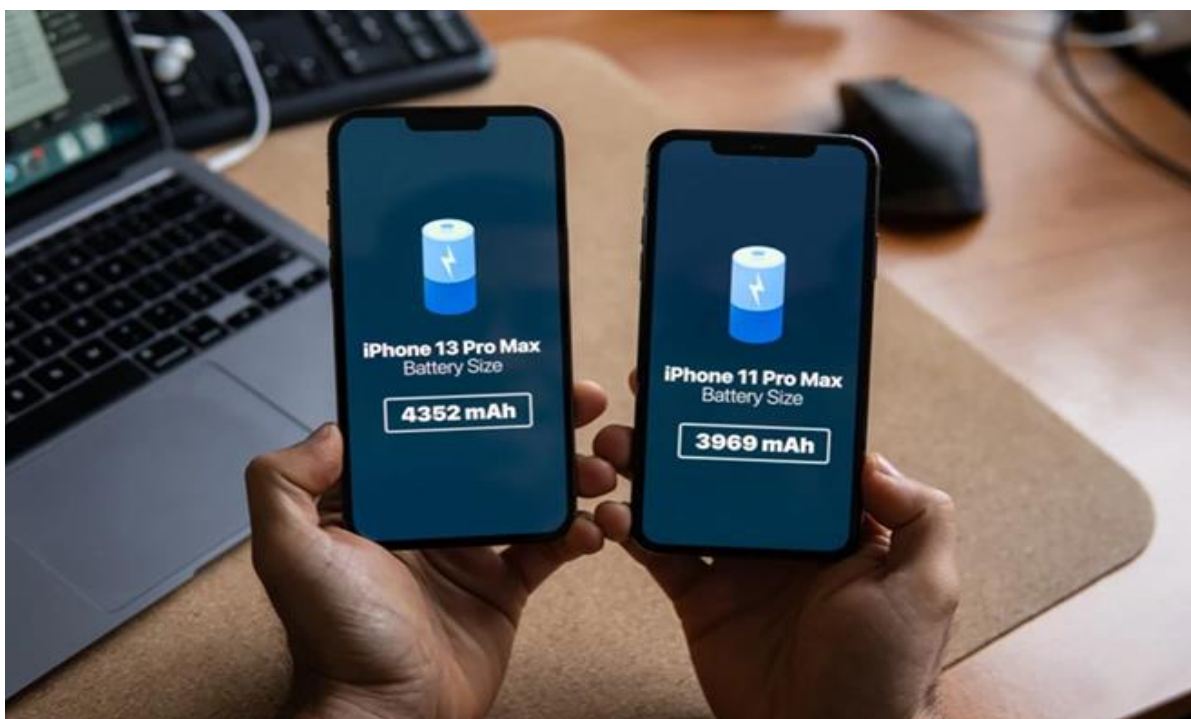 iPhone 13 Pro Max
Battery Size
4352 mAh
iPhone 11 Pro Max
Battery Size
3969 mAh